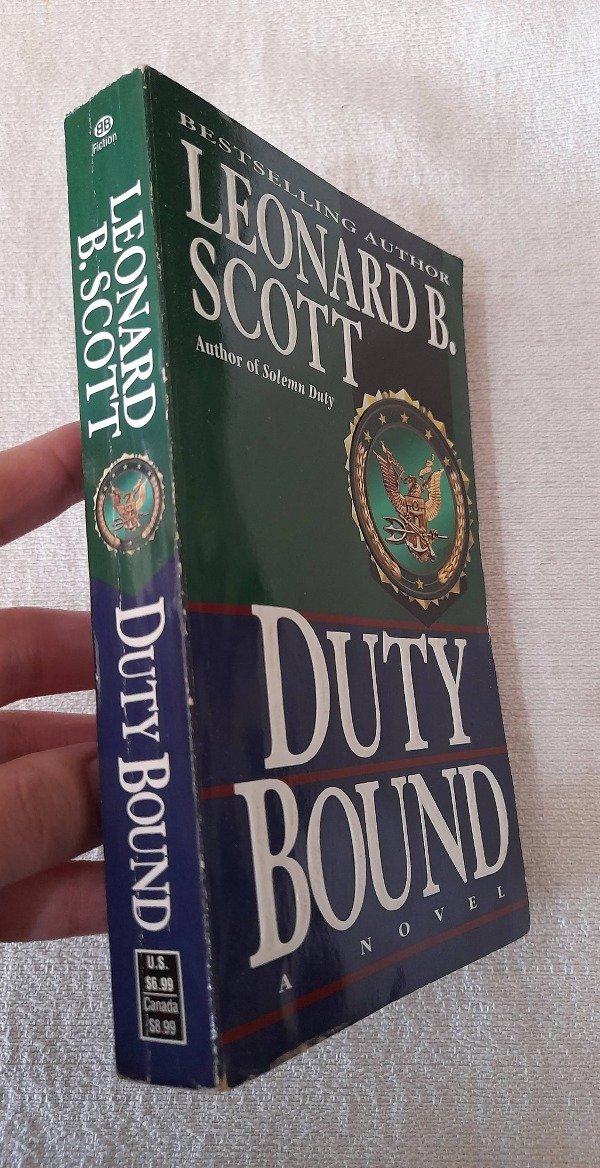 BB
Fiction
LEONARD
B. SCOTT
DUTY BOUND
U.S.
$6.99
Canada
$8.99
BESTSELLING AUTHOR
LEONARD B.
SCOTT
Author of Solemn Duty
DUTY
BOUND
A NOVEL